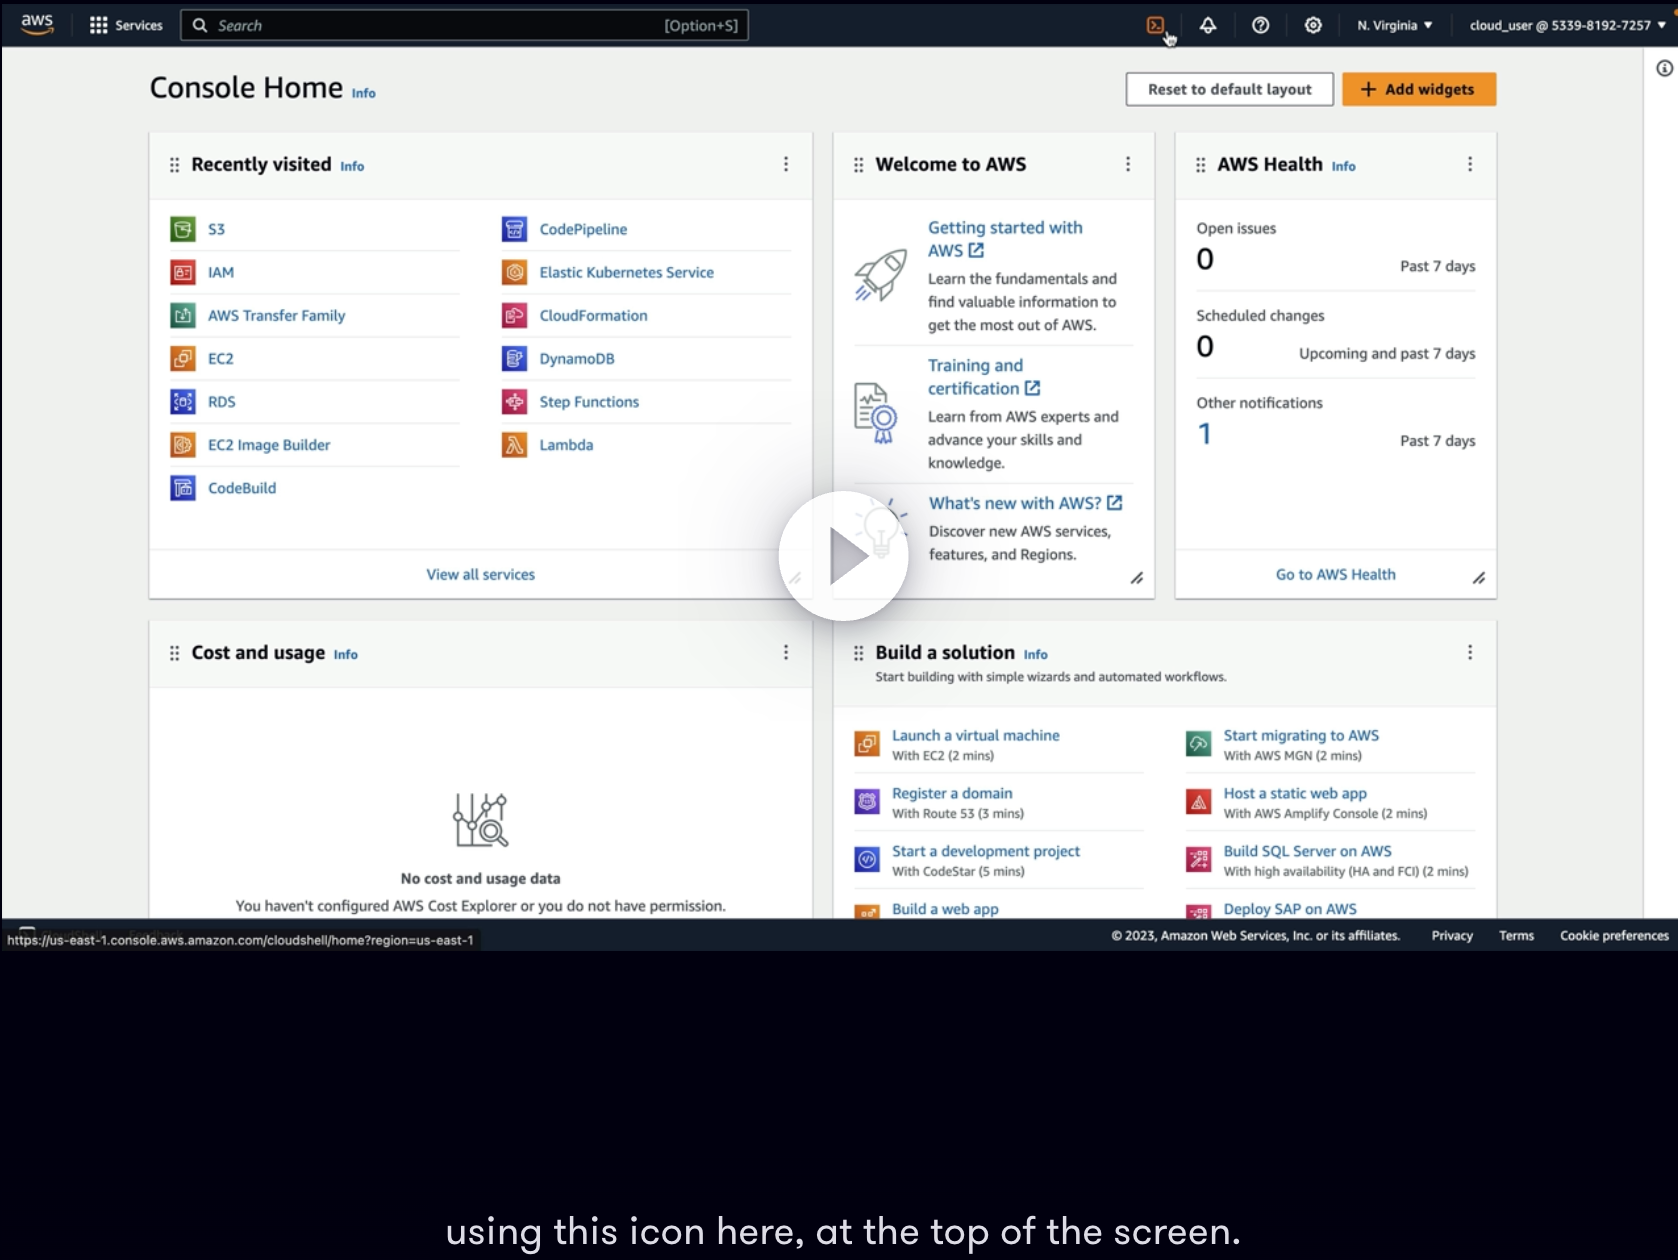 aws
Services
Search
[Option+S]
N. Virginia
cloud_user @ 5339-8192-7257
Console Home
Info
Reset to default layout
Add widgets
Recently visited
Info
S3
IAM
AWS Transfer Family
EC2
RDS
EC2 Image Builder
CodeBuild
CodePipeline
Elastic Kubernetes Service
CloudFormation
DynamoDB
Step Functions
Lambda
View all services
Welcome to AWS
Getting started with
AWS
Learn the fundamentals and
find valuable information to
get the most out of AWS.
Training and
certification
Learn from AWS experts and
advance your skills and
knowledge.
What's new with AWS?
Discover new AWS services,
features, and Regions.
AWS Health
Info
Open issues
0
Past 7 days
Scheduled changes
0
Upcoming and past 7 days
Other notifications
1
Past 7 days
Go to AWS Health
Cost and usage
Info
No cost and usage data
You haven't configured AWS Cost Explorer or you do not have permission.
Build a solution
Info
Start building with simple wizards and automated workflows.
Launch a virtual machine
With EC2 (2 mins)
Register a domain
With Route 53 (3 mins)
Start a development project
With CodeStar (5 mins)
Build a web app
Start migrating to AWS
With AWS MGN (2 mins)
Host a static web app
With AWS Amplify Console (2 mins)
Build SQL Server on AWS
With high availability (HA and FCI) (2 mins)
Deploy SAP on AWS
https://us-east-1.console.aws.amazon.com/cloudshell/home?region=us-east-1
© 2023, Amazon Web Services, Inc. or its affiliates.
Privacy
Terms
Cookie preferences
using this icon here, at the top of the screen.